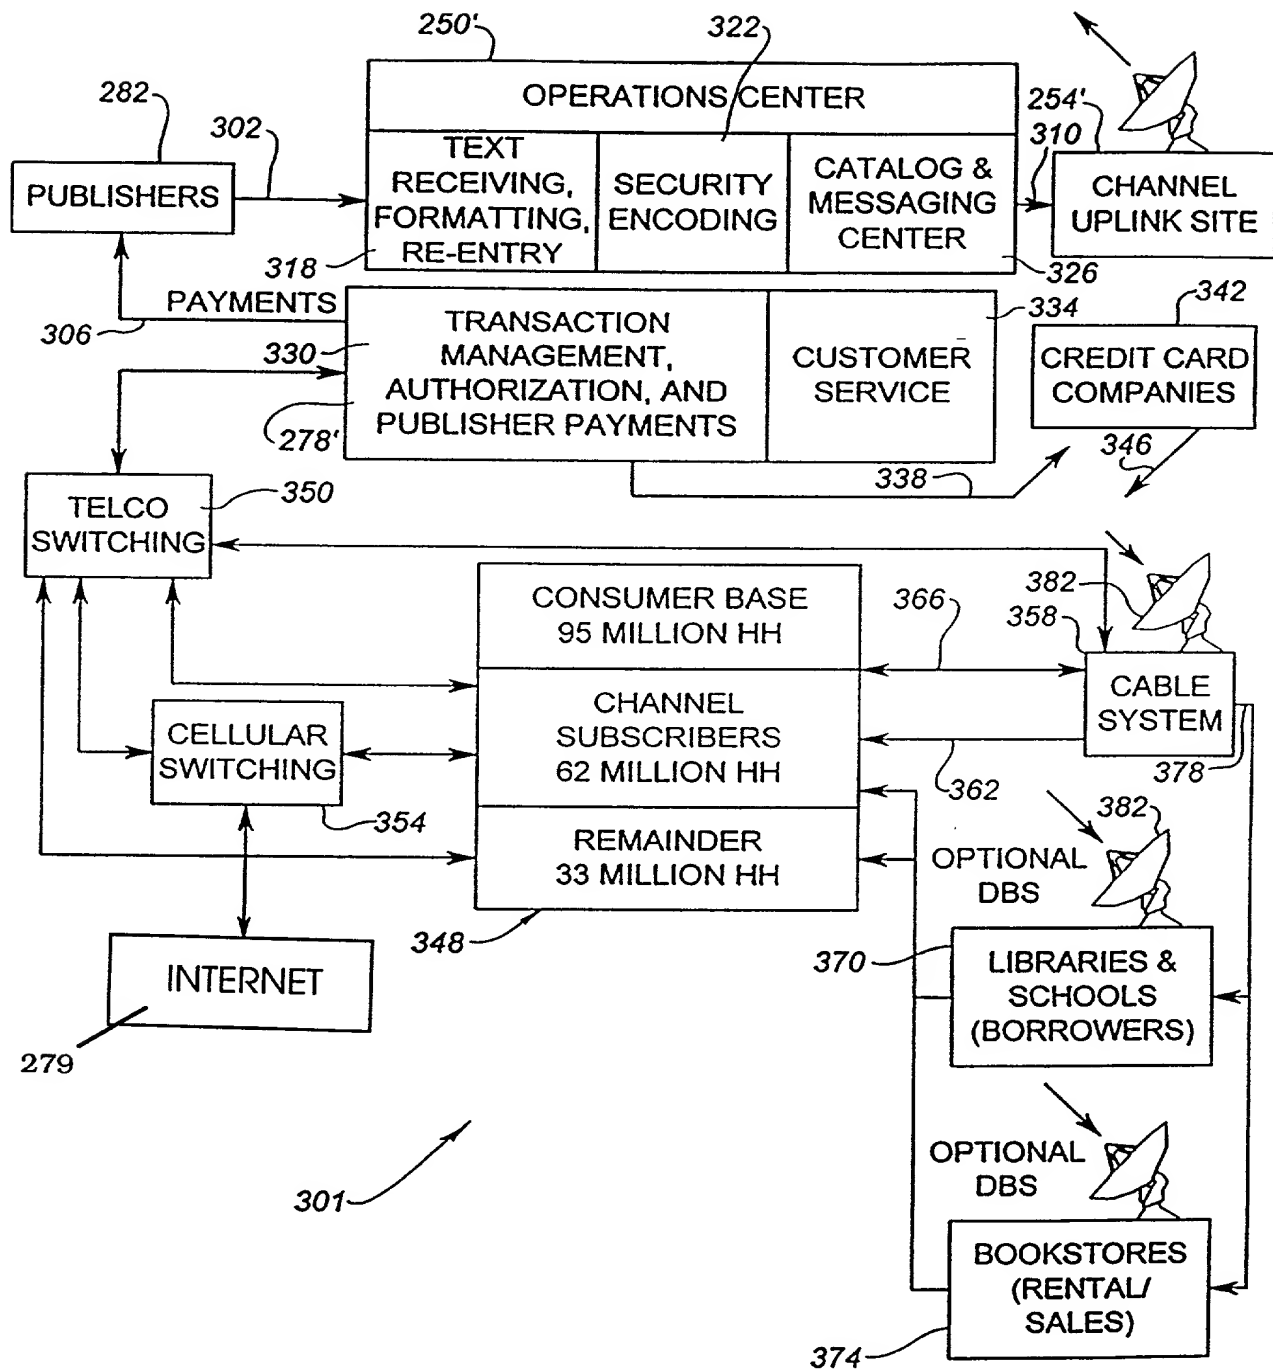 322
250'
282
302
OPERATIONS CENTER
254'
310
PUBLISHERS
TEXT
RECEIVING,
FORMATTING,
RE-ENTRY
318
SECURITY
ENCODING
CATALOG &
MESSAGING
CENTER
326
CHANNEL
UPLINK SITE
PAYMENTS
306
330
TRANSACTION
MANAGEMENT,
AUTHORIZATION, AND
PUBLISHER PAYMENTS
278'
334
CUSTOMER
SERVICE
342
CREDIT CARD
COMPANIES
346
338
350
TELCO
SWITCHING
CONSUMER BASE
95 MILLION HH
366
382
358
CHANNEL
SUBSCRIBERS
62 MILLION HH
CABLE
SYSTEM
378
362
CELLULAR
SWITCHING
354
REMAINDER
33 MILLION HH
348
382
OPTIONAL
DBS
370
LIBRARIES &
SCHOOLS
(BORROWERS)
INTERNET
279
301
OPTIONAL
DBS
BOOKSTORES
(RENTAL/
SALES)
374